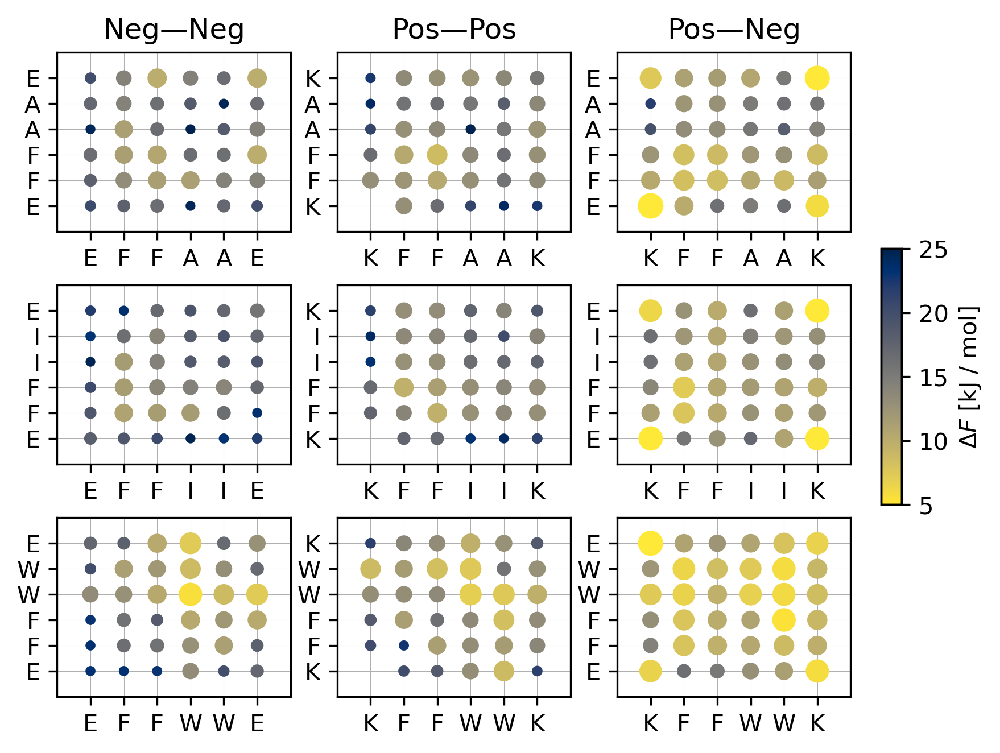 Neg—Neg Pos—Pos Pos—Neg
E K E
A A A
A A A
F F F
F F F
E K E
E F F A A E K F F A A K K F F A A K
25
E K E
20
I I I
I I I
15
F F F
F F F
10
E K E
ΔF [kJ / mol]
E F F I I E K F F I I K K F F I I K
5
E K E
W W W
W W W
F F F
F F F
E K E
E F F W W E K F F W W K K F F W W K